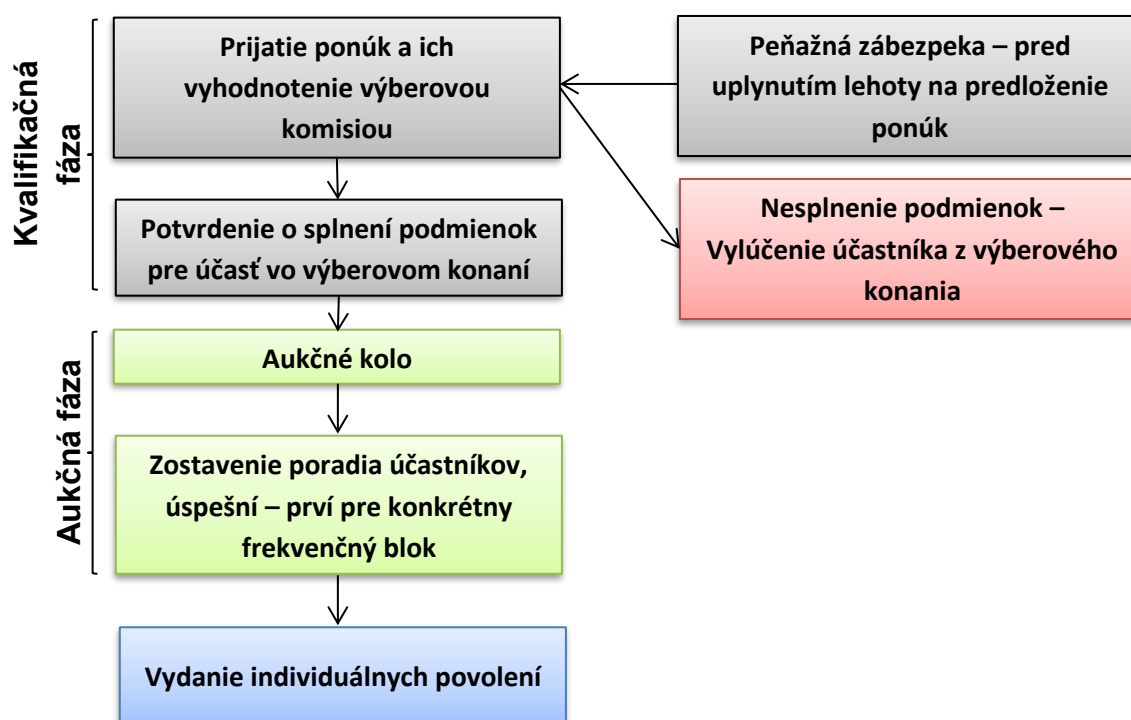 Kvalifikačná
fáza
Prijatie ponúk a ich
vyhodnotenie výberovou
komisiou
Peňažná zábezpeka – pred
uplynutím lehoty na predloženie
ponúk
Nesplnenie podmienok –
Vylúčenie účastníka z výberového
konania
Potvrdenie o splnení podmienok
pre účasť vo výberovom konaní
Aukčná fáza
Aukčné kolo
Zostavenie poradia účastníkov,
úspešní – prví pre konkrétny
frekvenčný blok
Vydanie individuálnych povolení